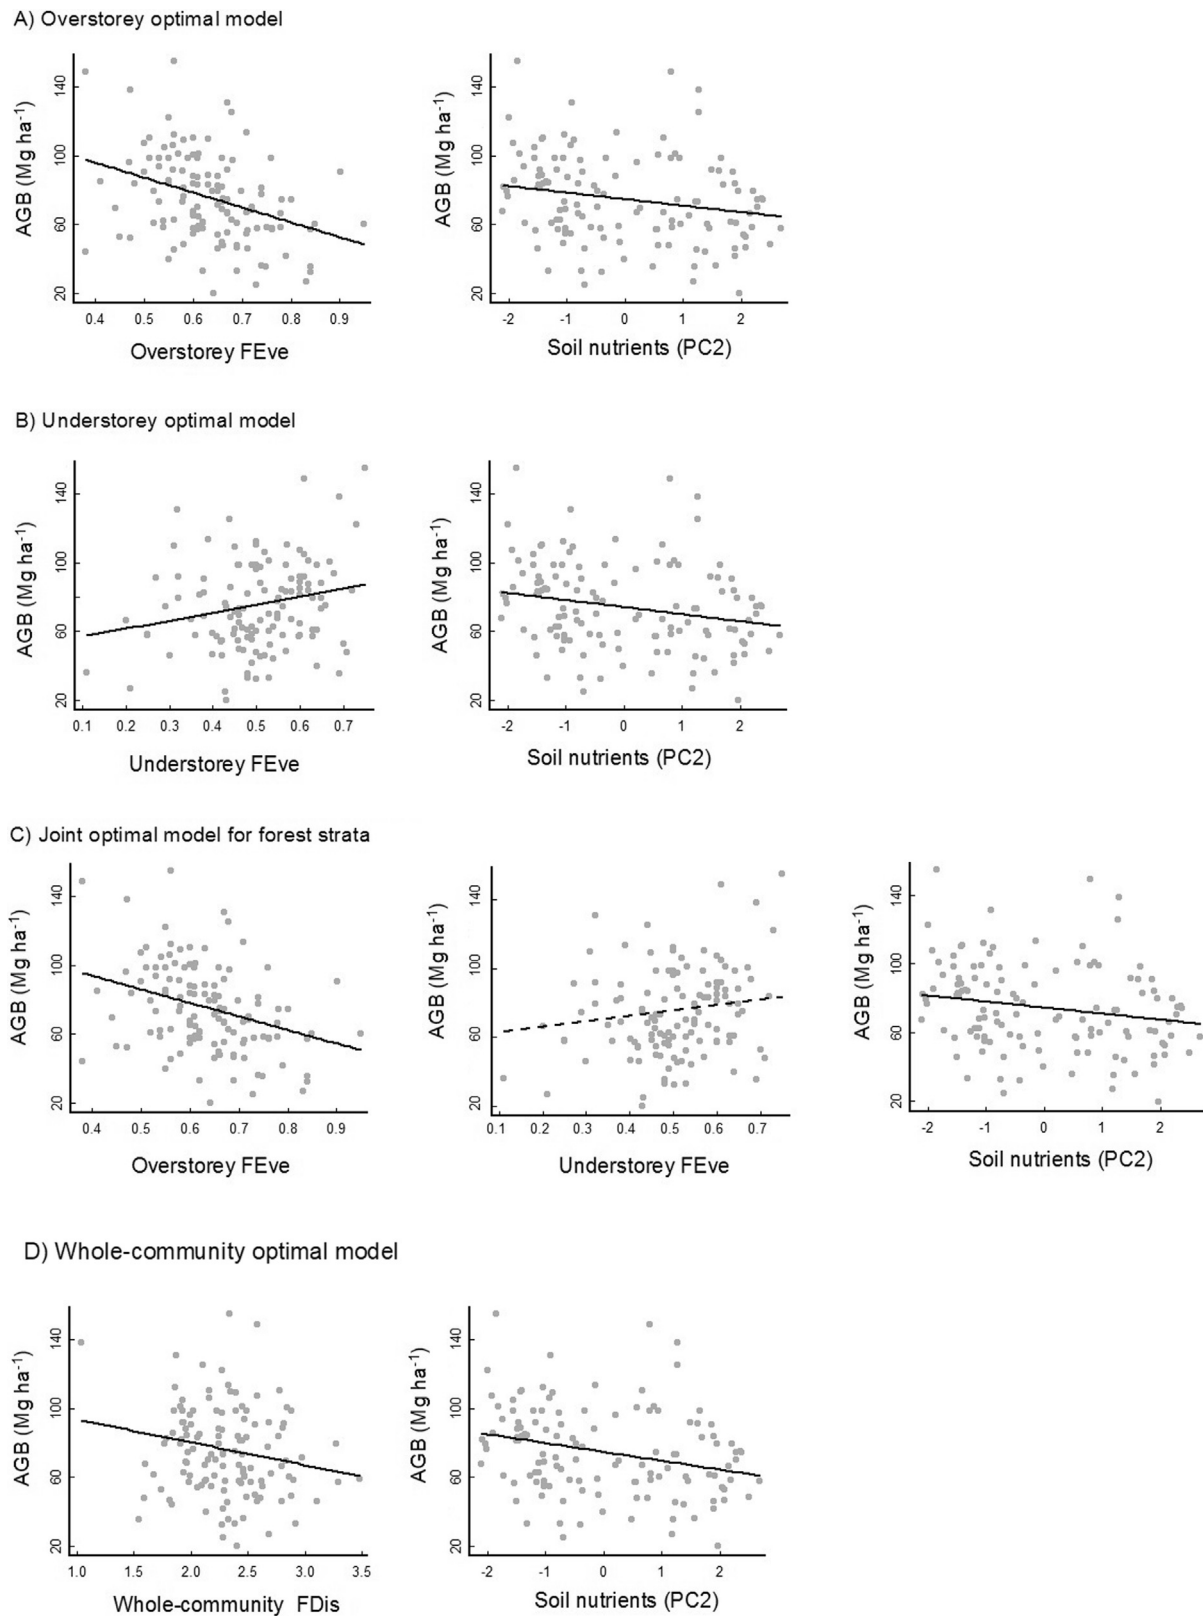 A) Overstorey optimal model
AGB (Mg ha⁻¹)
140
100
60
20
0.4 0.5 0.6 0.7 0.8 0.9
Overstorey FEve
AGB (Mg ha⁻¹)
140
100
60
20
-2 -1 0 1 2
Soil nutrients (PC2)
B) Understorey optimal model
AGB (Mg ha⁻¹)
140
100
60
20
0.1 0.2 0.3 0.4 0.5 0.6 0.7
Understorey FEve
AGB (Mg ha⁻¹)
140
100
60
20
-2 -1 0 1 2
Soil nutrients (PC2)
C) Joint optimal model for forest strata
AGB (Mg ha⁻¹)
140
100
60
20
0.4 0.5 0.6 0.7 0.8 0.9
Overstorey FEve
AGB (Mg ha⁻¹)
140
100
60
20
0.1 0.2 0.3 0.4 0.5 0.6 0.7
Understorey FEve
AGB (Mg ha⁻¹)
140
100
60
20
-2 -1 0 1 2
Soil nutrients (PC2)
D) Whole-community optimal model
AGB (Mg ha⁻¹)
140
100
60
20
1.0 1.5 2.0 2.5 3.0 3.5
Whole-community FDis
AGB (Mg ha⁻¹)
140
100
60
20
-2 -1 0 1 2
Soil nutrients (PC2)